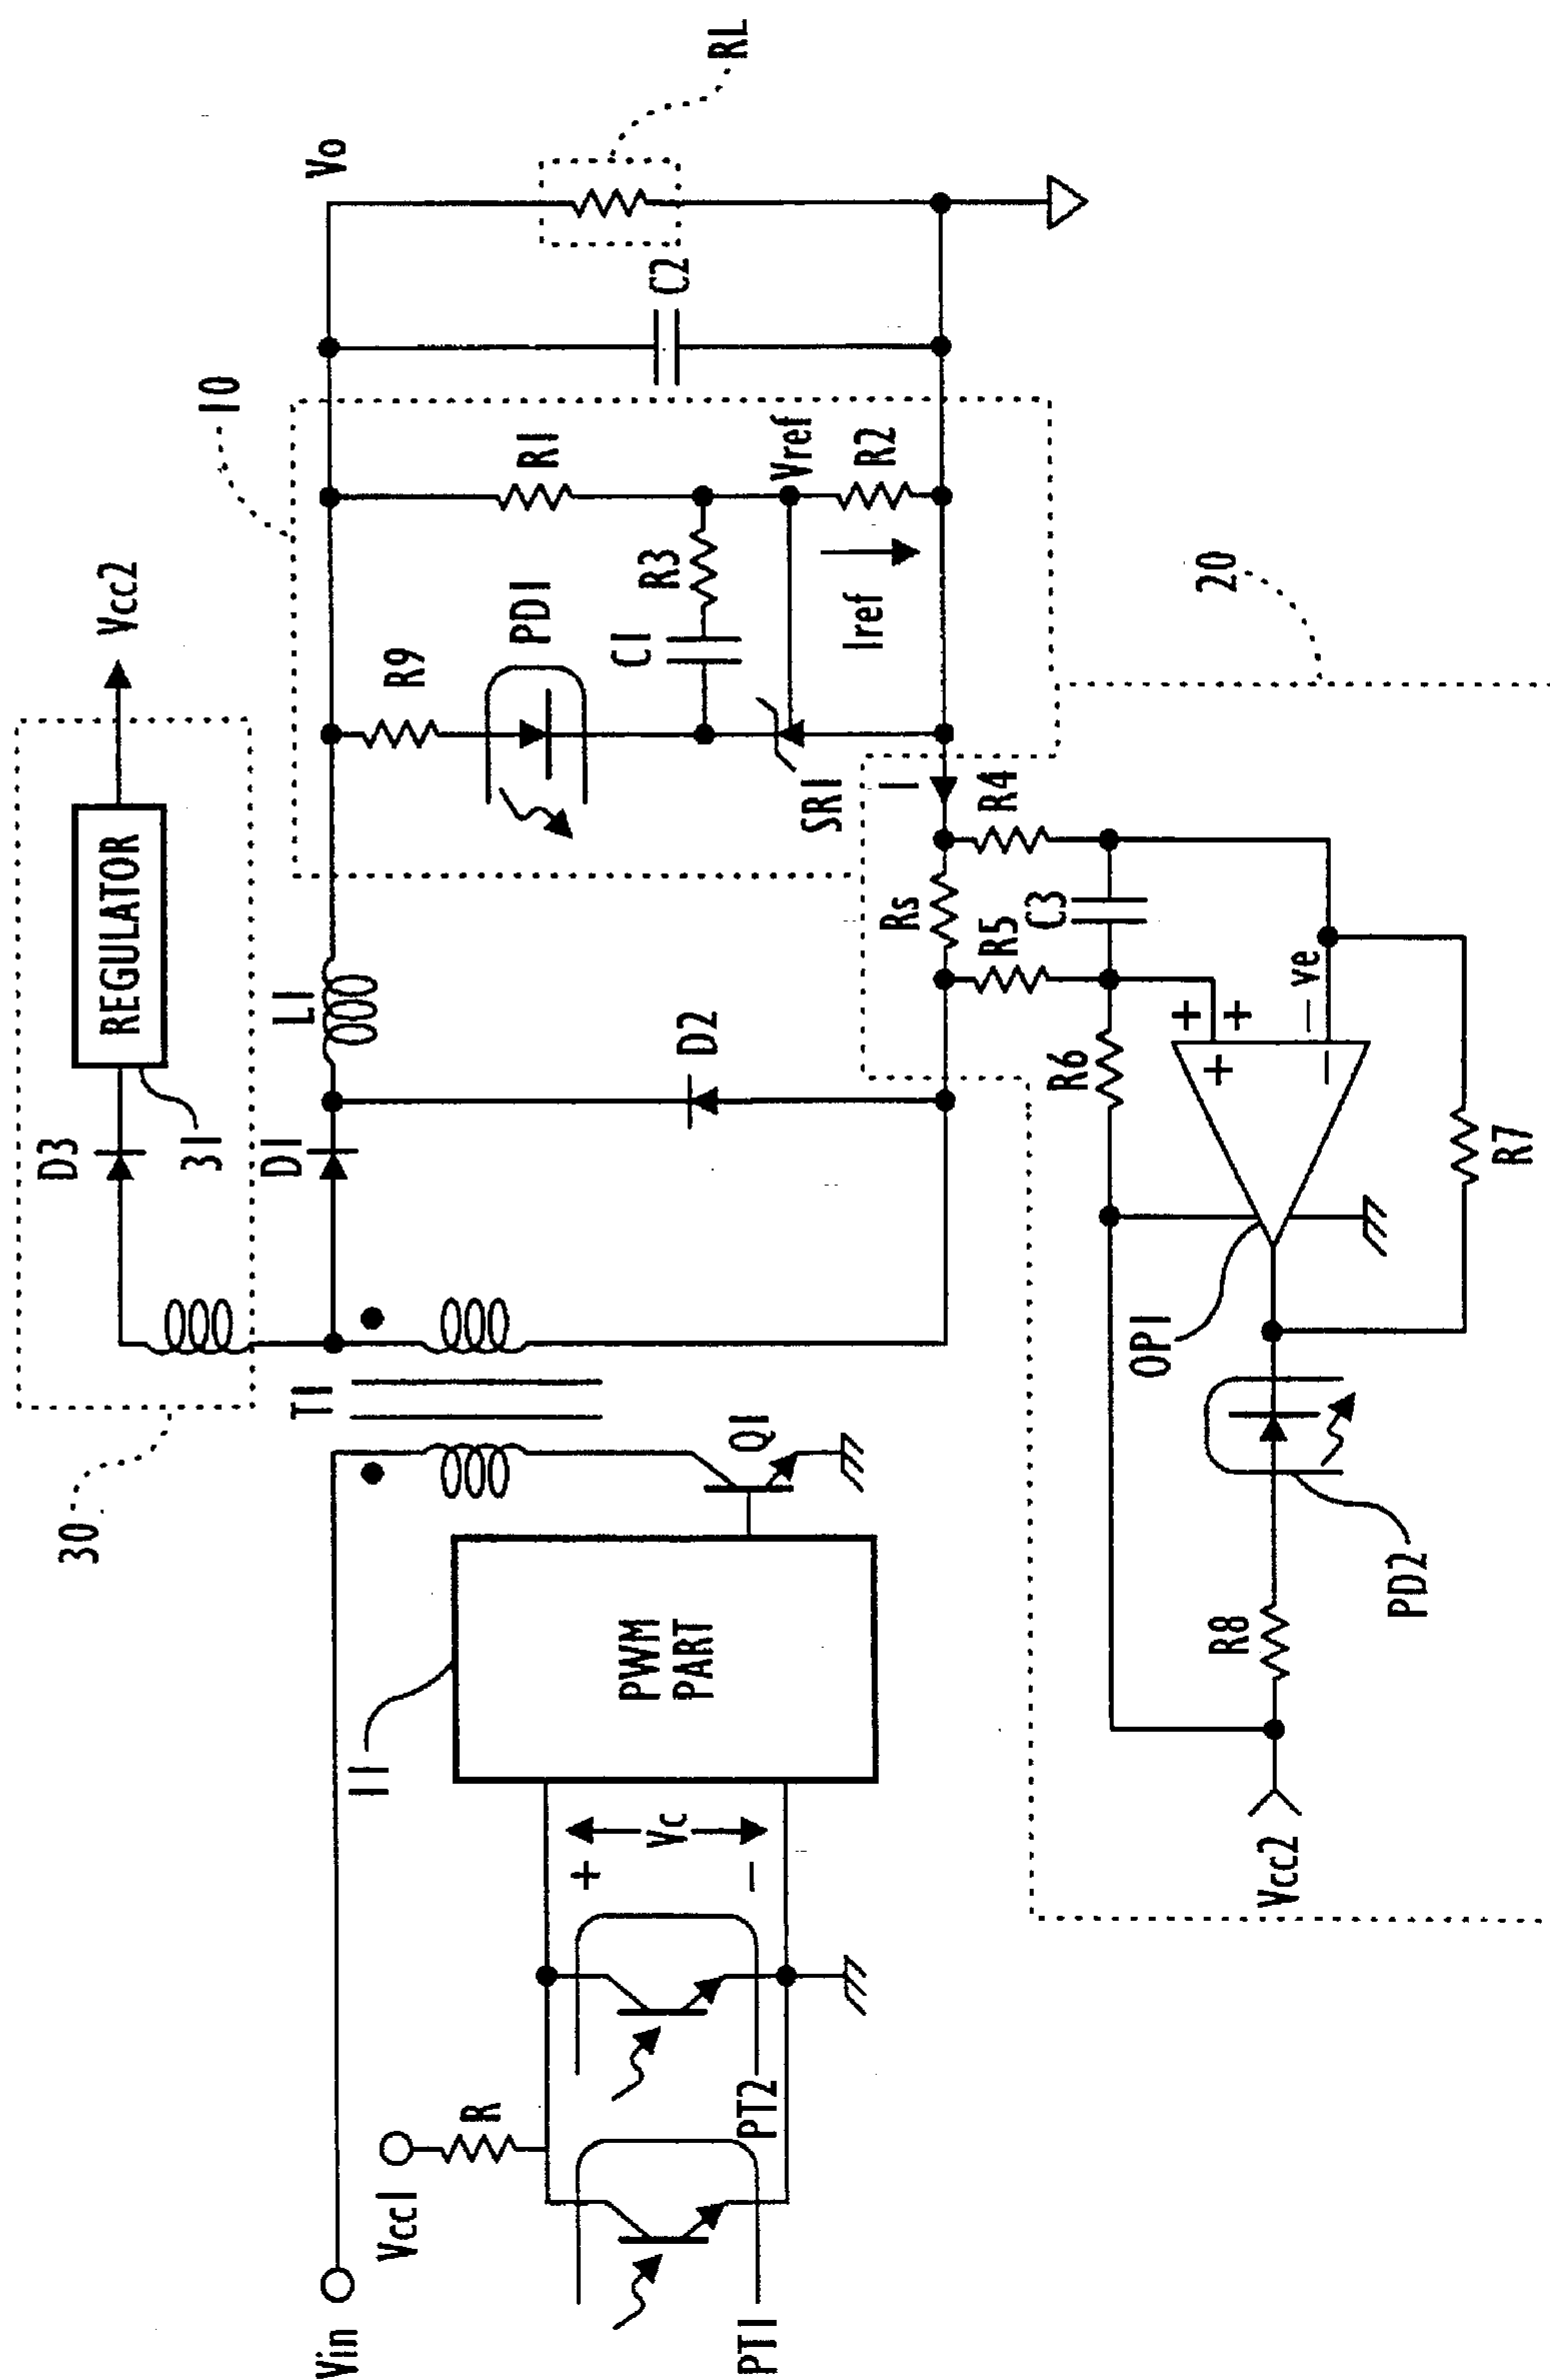 30
Vcc2
D3
REGULATOR
31
10
RL
T1
D1
L1
Vo
R9
PD1
R1
R3
C1
C2
Vref
R2
SR1
Iref
D2
I
Rs
R4
R5
C3
20
Vin
Vcc1
R
11
PWM
PART
Q1
+
Vc
−
PT1
PT2
R6
+
+
− ve
+
−
OP1
R7
R8
PD2
Vcc2